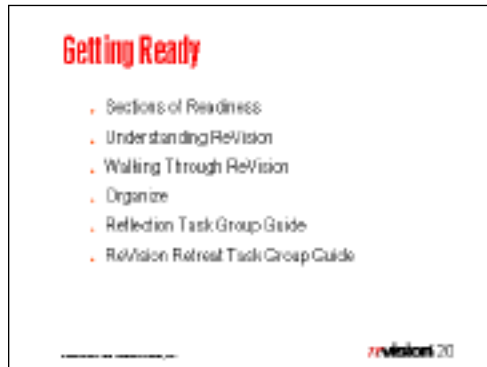 Getting Ready
Sections of Readiness
Understanding ReVision
Walking Through ReVision
Organize
Reflection Task Group Guide
ReVision Retreat Task Group Guide
revision 20